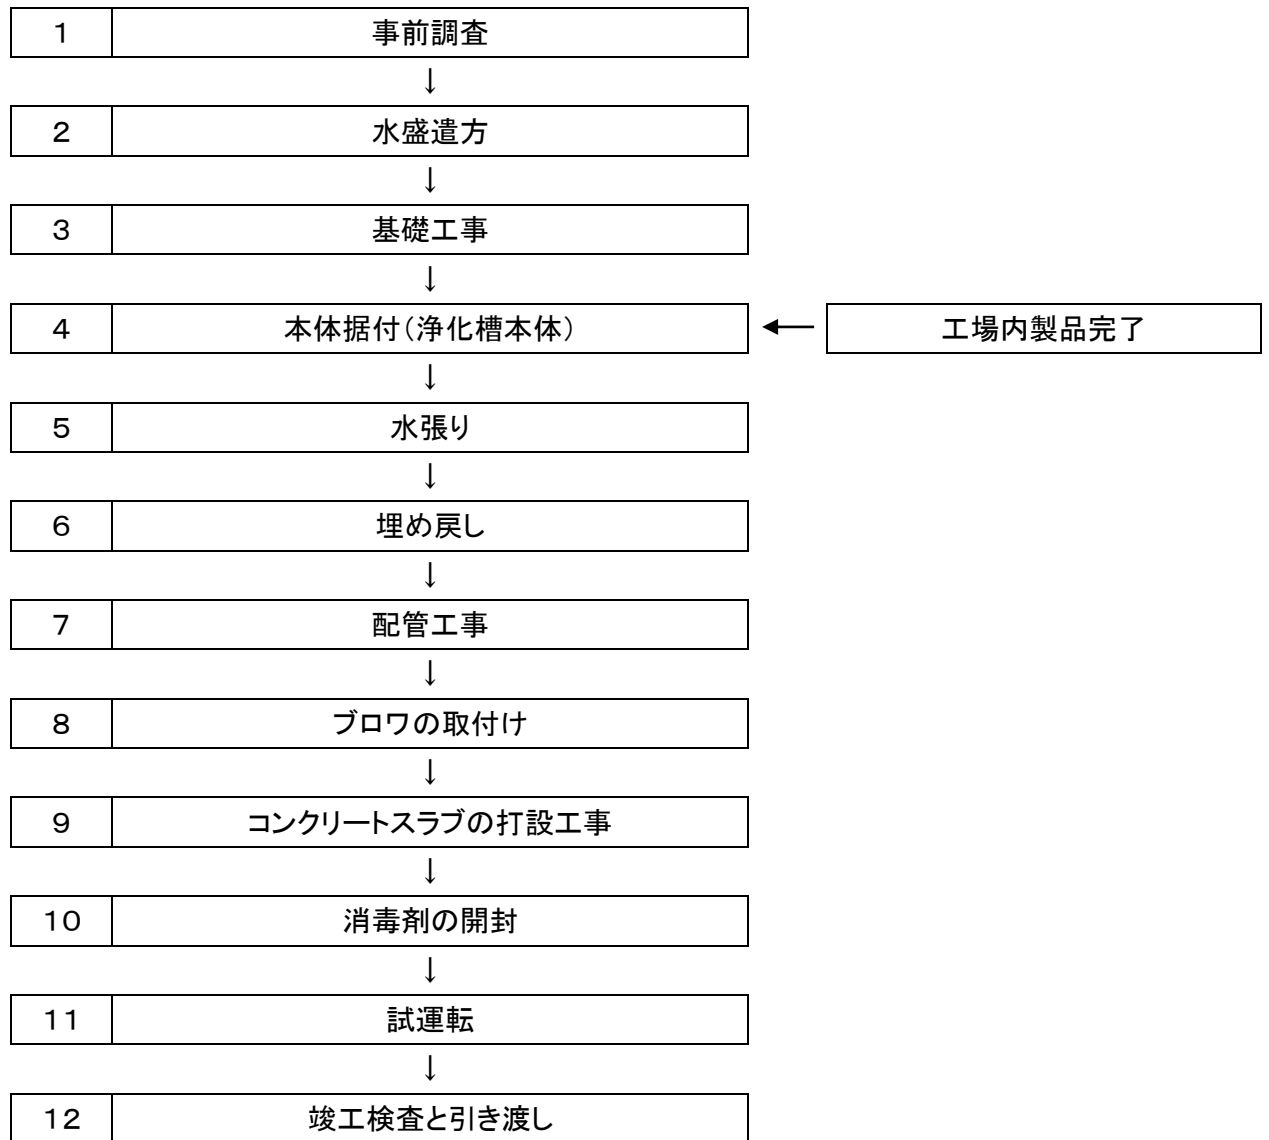 1 事前調査
↓
2 水盛遣方
↓
3 基礎工事
↓
4 本体据付(浄化槽本体) ← 工場内製品完了
↓
5 水張り
↓
6 埋め戻し
↓
7 配管工事
↓
8 ブロワの取付け
↓
9 コンクリートスラブの打設工事
↓
10 消毒剤の開封
↓
11 試運転
↓
12 竣工検査と引き渡し